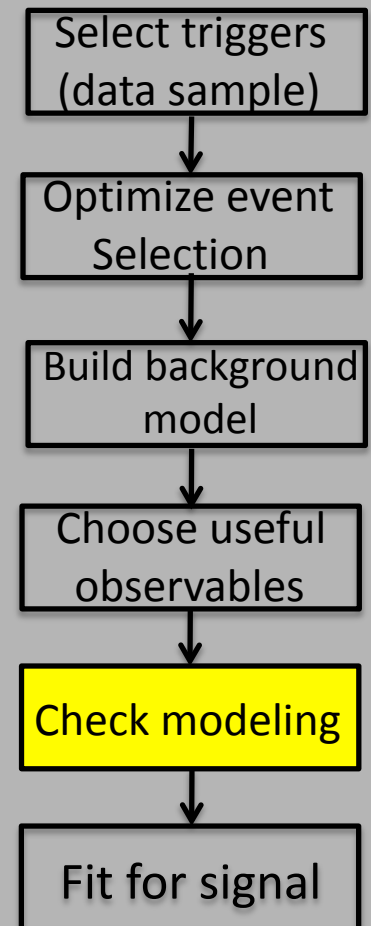 Select triggers
(data sample)
Optimize event
Selection
Build background
model
Choose useful
observables
Check modeling
Fit for signal